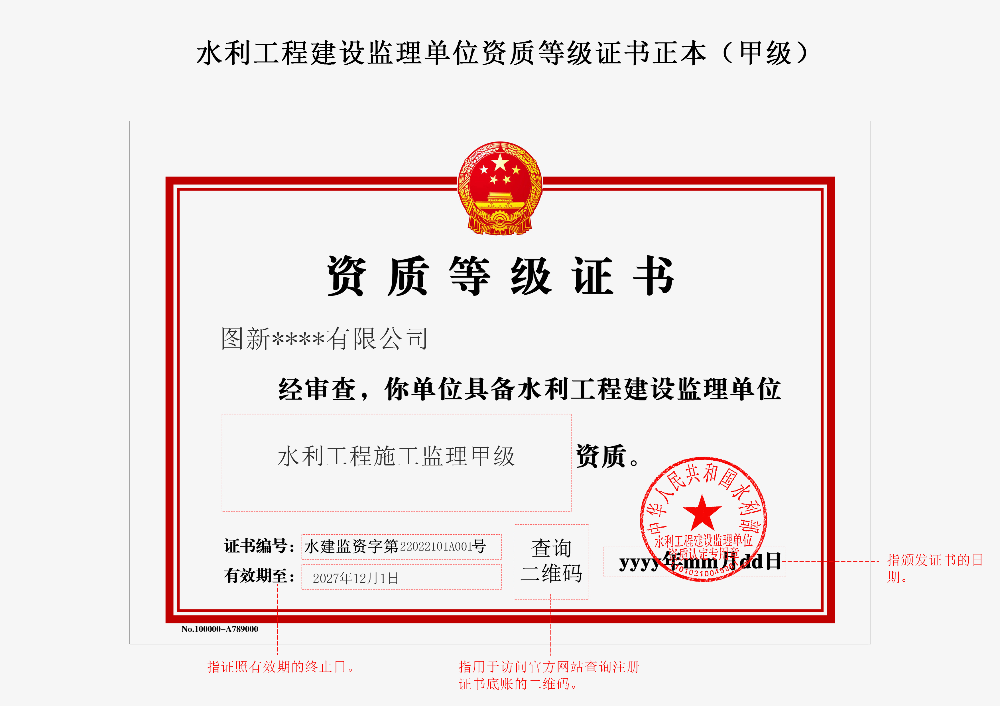 水利工程建设监理单位资质等级证书正本（甲级）
资质等级证书
图新****有限公司
经审查，你单位具备水利工程建设监理单位
水利工程施工监理甲级
资质。
中华人民共和国水利部
水利工程建设监理单位
资质认定专用章
证书编号：水建监资字第22022101A001号
有效期至：2027年12月1日
查询
二维码
yyyy年mm月dd日
指颁发证书的日
期。
No.100000-A789000
指证照有效期的终止日。
指用于访问官方网站查询注册
证书底账的二维码。